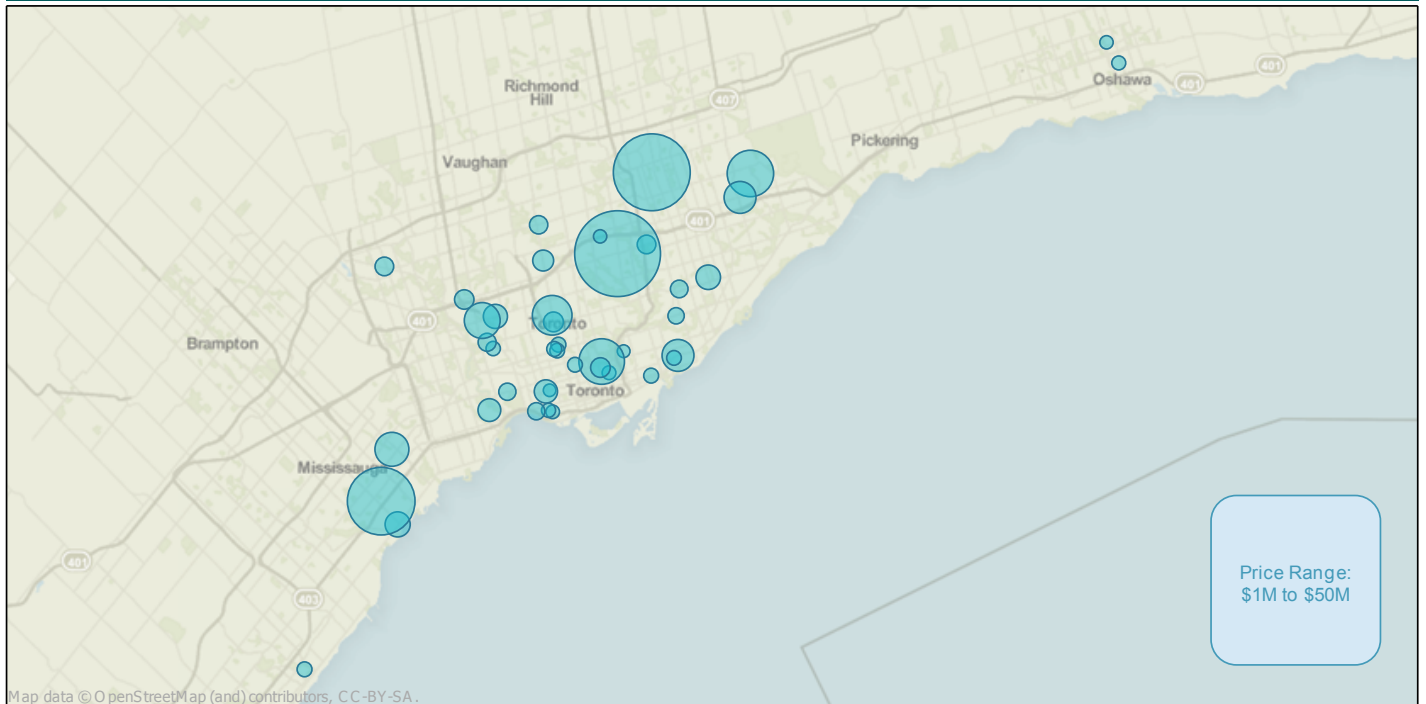 Oshawa
401
401
Richmond
Hill
407
Pickering
Vaughan
401
Toronto
401
Brampton
Toronto
Mississauga
401
403
Price Range:
$1M to $50M
Map data © OpenStreetMap (and) contributors, CC-BY-SA.